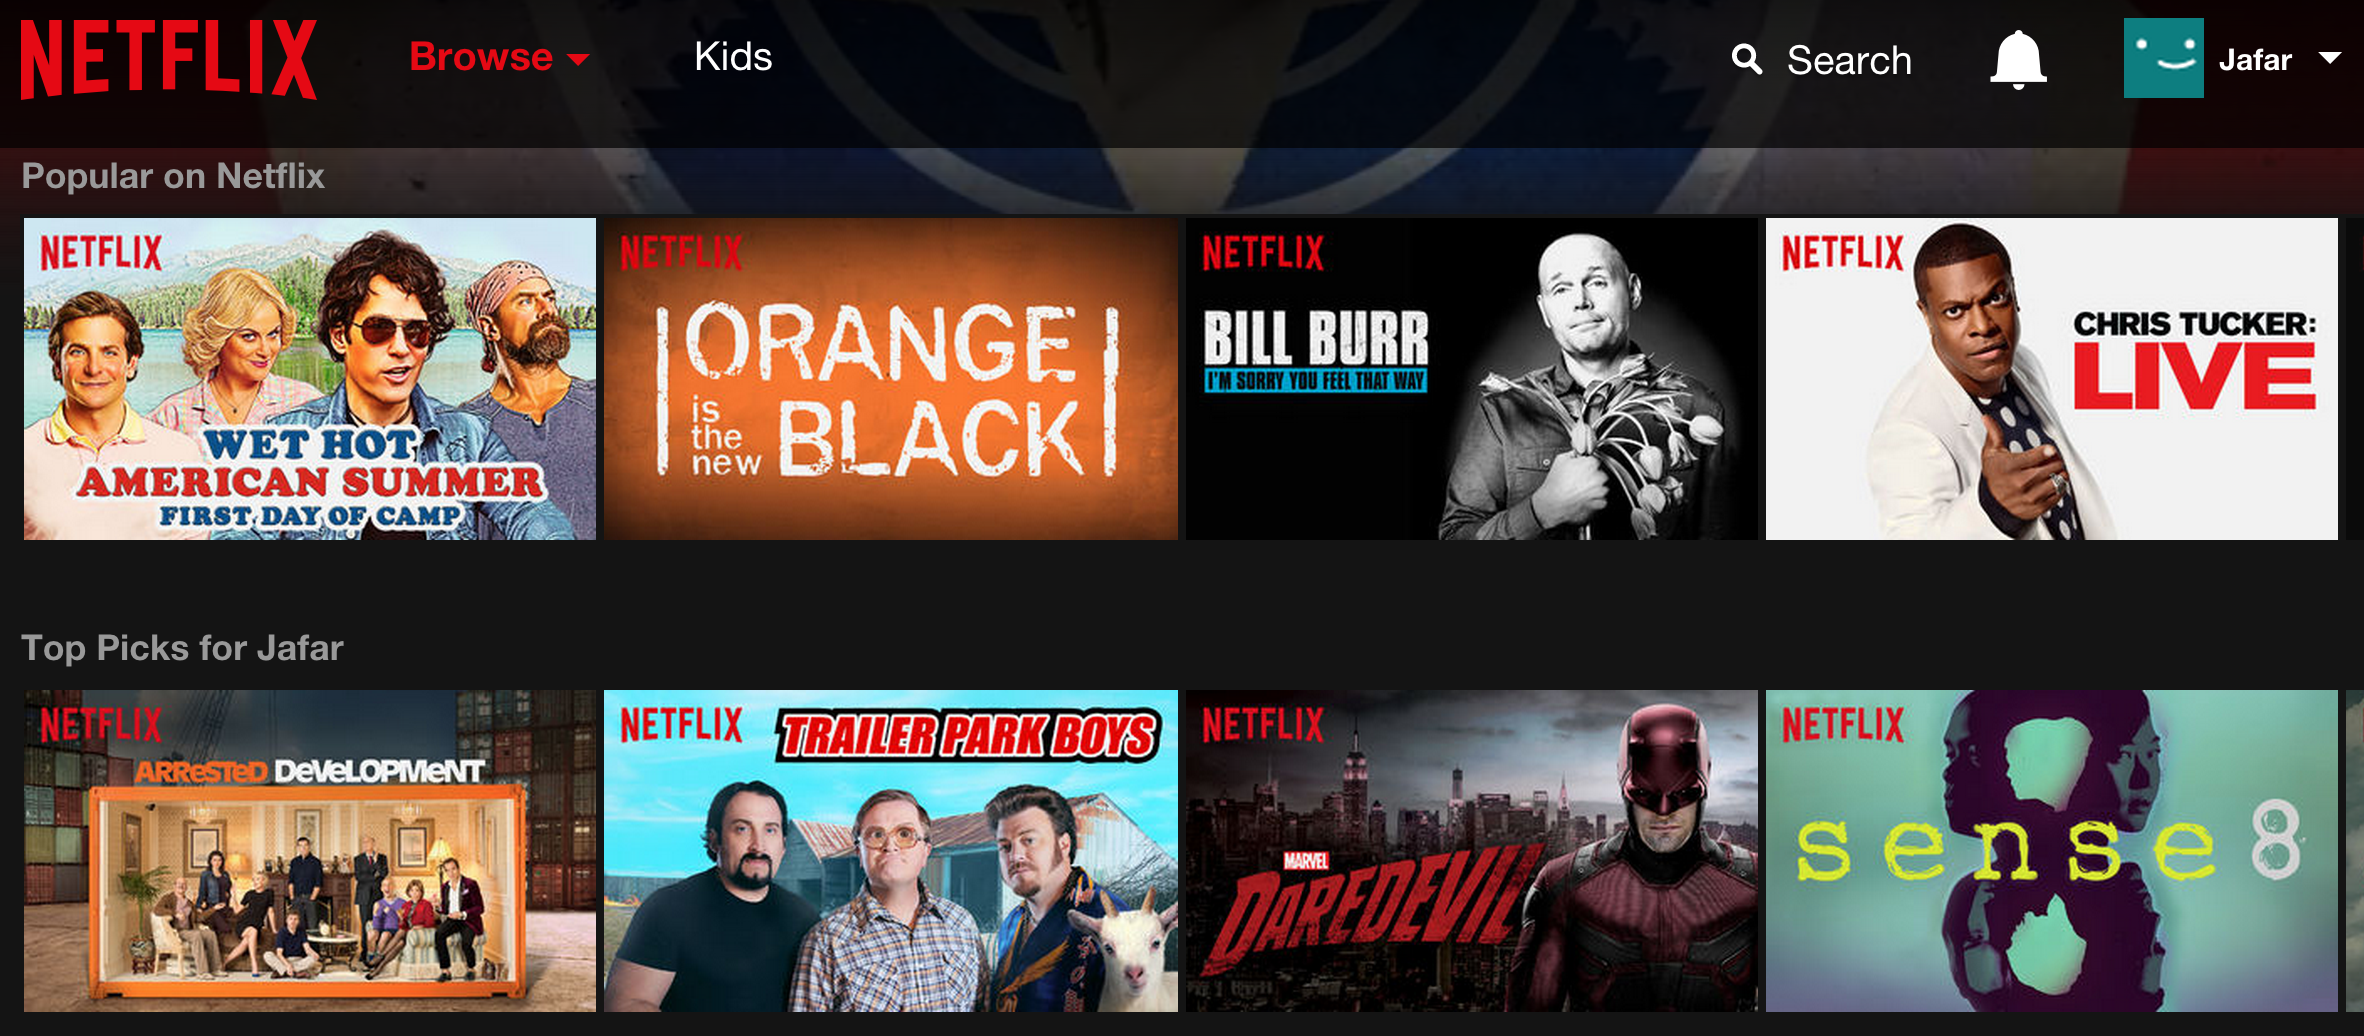 NETFLIX
Browse
Kids
Search
Jafar
Popular on Netflix
NETFLIX
WET HOT
AMERICAN SUMMER
FIRST DAY OF CAMP
NETFLIX
ORANGE
is
the
new
BLACK
NETFLIX
BILL BURR
I'M SORRY YOU FEEL THAT WAY
NETFLIX
CHRIS TUCKER:
LIVE
Top Picks for Jafar
NETFLIX
ARReSTeD DeVeLOPMeNT
NETFLIX
TRAILER PARK BOYS
NETFLIX
MARVEL
DAREDEVIL
NETFLIX
sense8